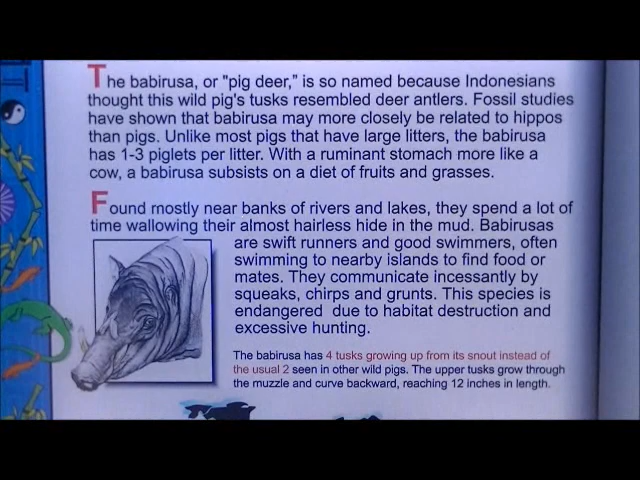 The babirusa, or "pig deer," is so named because Indonesians
thought this wild pig's tusks resembled deer antlers. Fossil studies
have shown that babirusa may more closely be related to hippos
than pigs. Unlike most pigs that have large litters, the babirusa
has 1-3 piglets per litter. With a ruminant stomach more like a
cow, a babirusa subsists on a diet of fruits and grasses.
Found mostly near banks of rivers and lakes, they spend a lot of
time wallowing their almost hairless hide in the mud. Babirusas
are swift runners and good swimmers, often
swimming to nearby islands to find food or
mates. They communicate incessantly by
squeaks, chirps and grunts. This species is
endangered due to habitat destruction and
excessive hunting.
The babirusa has 4 tusks growing up from its snout instead of
the usual 2 seen in other wild pigs. The upper tusks grow through
the muzzle and curve backward, reaching 12 inches in length.